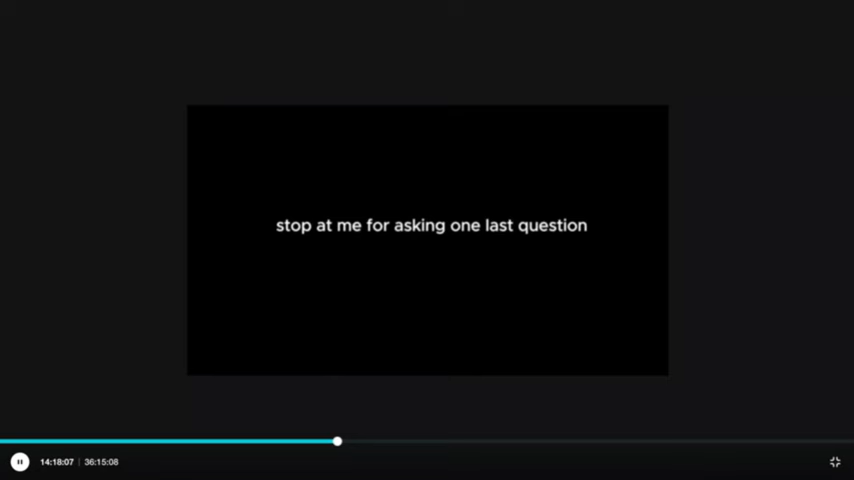 stop at me for asking one last question
14:18:07 | 36:15:08